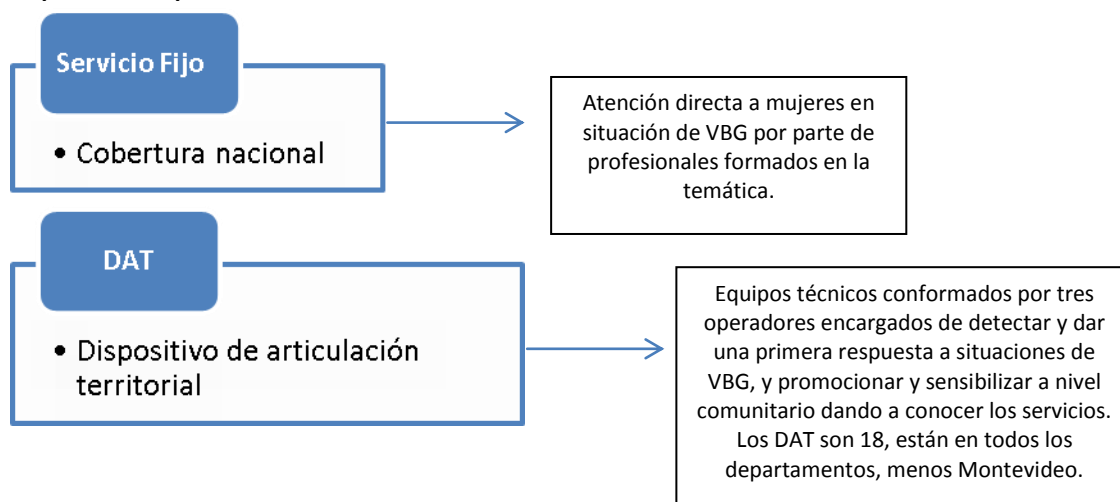 Servicio Fijo
• Cobertura nacional
Atención directa a mujeres en
situación de VBG por parte de
profesionales formados en la
temática.
DAT
• Dispositivo de articulación
territorial
Equipos técnicos conformados por tres
operadores encargados de detectar y dar
una primera respuesta a situaciones de
VBG, y promocionar y sensibilizar a nivel
comunitario dando a conocer los servicios.
Los DAT son 18, están en todos los
departamentos, menos Montevideo.